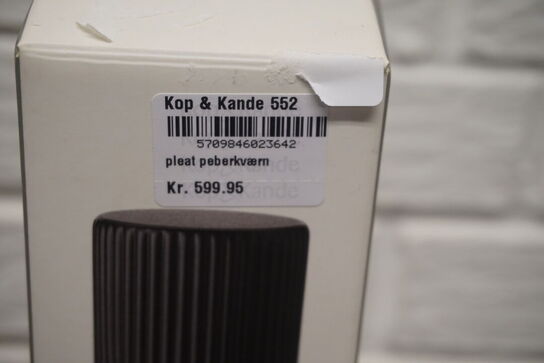 Kop & Kande 552
5709846023642
pleat peberkværn
Kr. 599.95